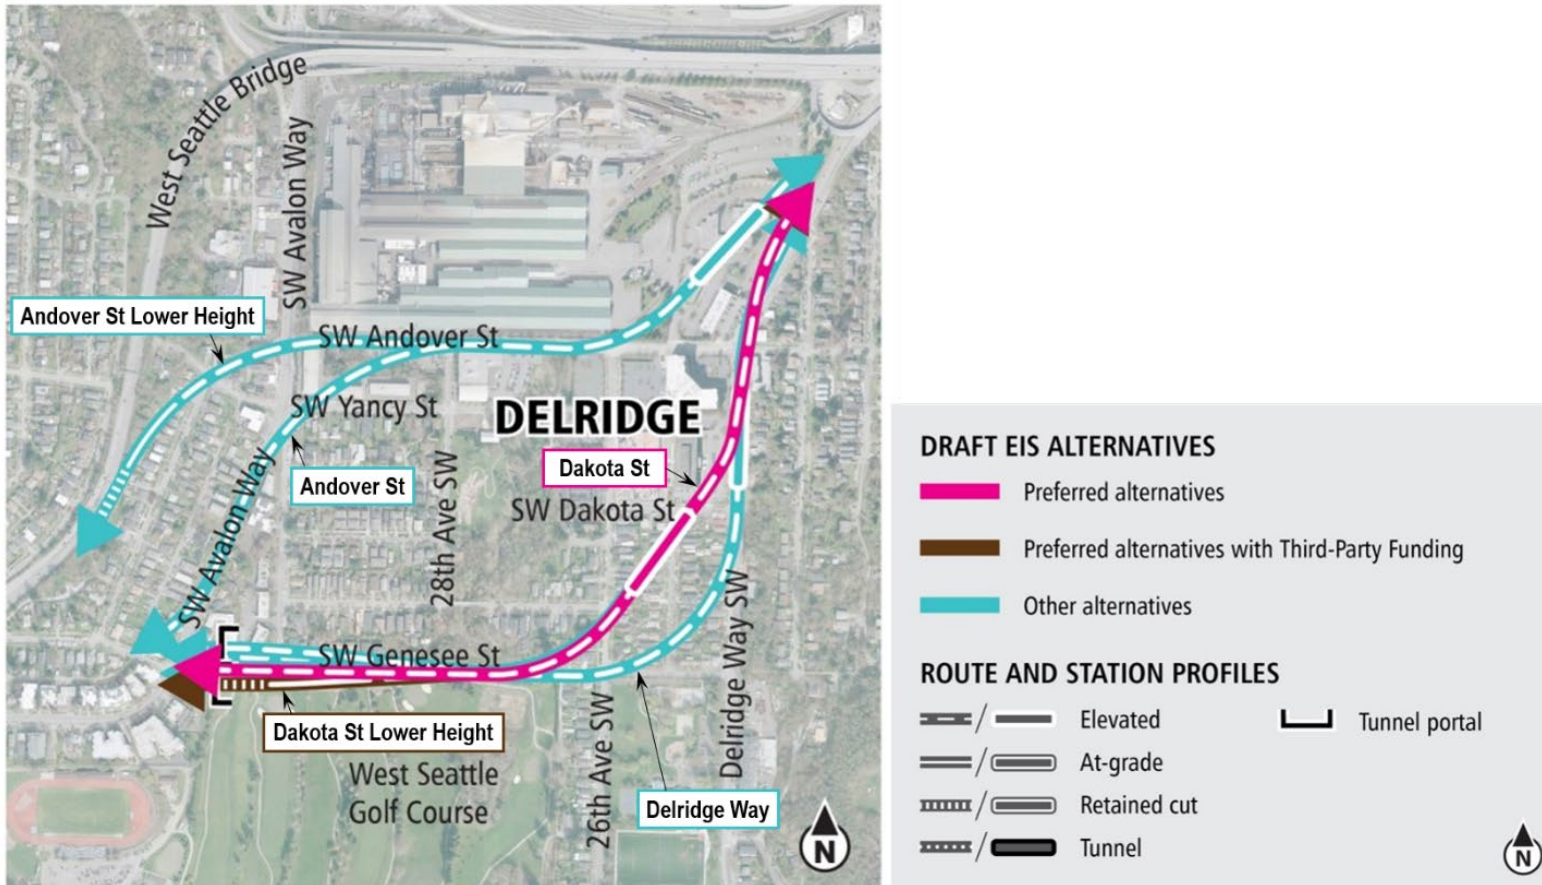 West Seattle Bridge
SW Avalon Way
Andover St Lower Height
SW Andover St
SW Yancy St
DELRIDGE
Andover St
Dakota St
SW Dakota St
SW Avalon Way
28th Ave SW
SW Genesee St
Delridge Way SW
Dakota St Lower Height
26th Ave SW
West Seattle
Golf Course
Delridge Way
N
DRAFT EIS ALTERNATIVES
Preferred alternatives
Preferred alternatives with Third-Party Funding
Other alternatives
ROUTE AND STATION PROFILES
/ Elevated
Tunnel portal
/ At-grade
/ Retained cut
/ Tunnel
N